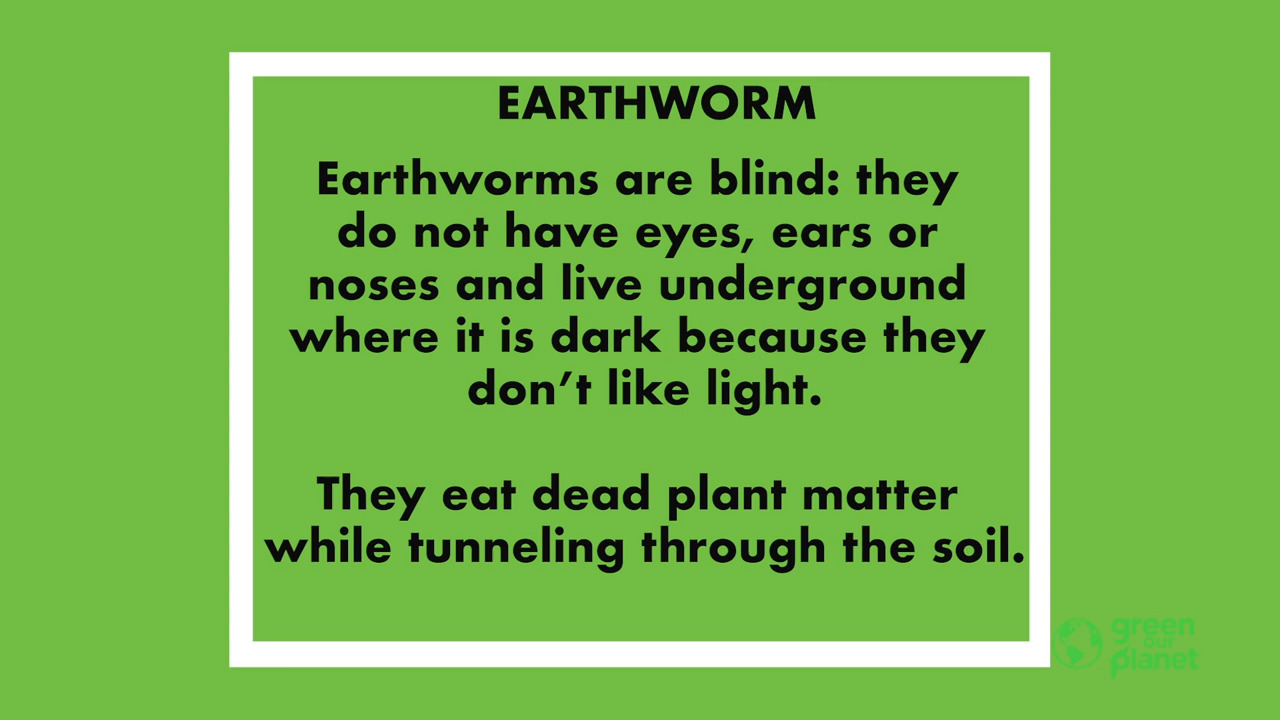 EARTHWORM
Earthworms are blind: they
do not have eyes, ears or
noses and live underground
where it is dark because they
don’t like light.
They eat dead plant matter
while tunneling through the soil.
green
our
planet